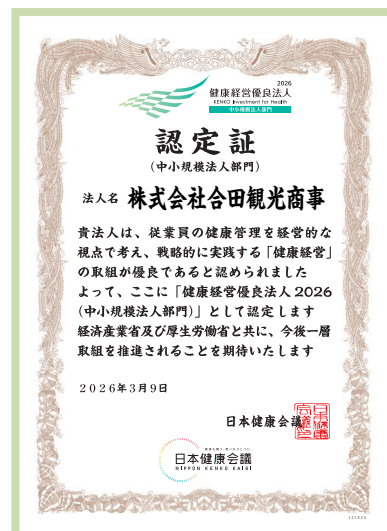 2026
健康経営優良法人
KENKO Investment for Health
中小規模法人部門
認定証
(中小規模法人部門)
法人名 株式会社合田観光商事
貴法人は、従業員の健康管理を経営的な
視点で考え、戦略的に実践する「健康経営」
の取組が優良であると認められました
よって、ここに「健康経営優良法人2026
(中小規模法人部門)」として認定します
経済産業省及び厚生労働省と共に、今後一層
取組を推進されることを期待いたします
2026年3月9日
日本健康会議
日本健康会議
NIPPON KENKO KAIGI